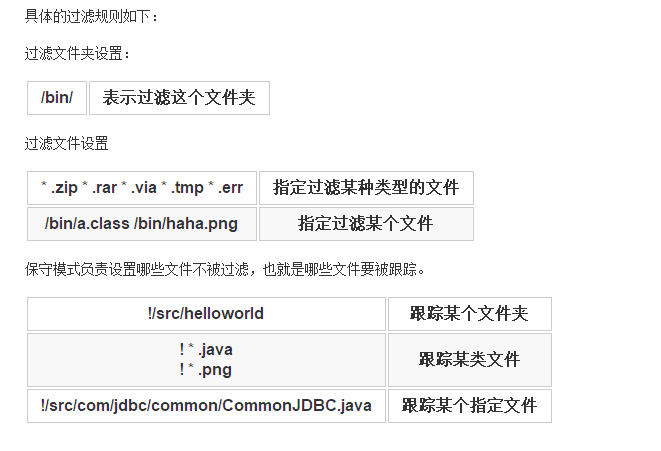 具体的过滤规则如下：
过滤文件夹设置：
/bin/ 表示过滤这个文件夹
过滤文件设置
* .zip * .rar * .via * .tmp * .err 指定过滤某种类型的文件
/bin/a.class /bin/haha.png 指定过滤某个文件
保守模式负责设置哪些文件不被过滤，也就是哪些文件要被跟踪。
!/src/helloworld 跟踪某个文件夹
! * .java
! * .png
跟踪某类文件
!/src/com/jdbc/common/CommonJDBC.java 跟踪某个指定文件